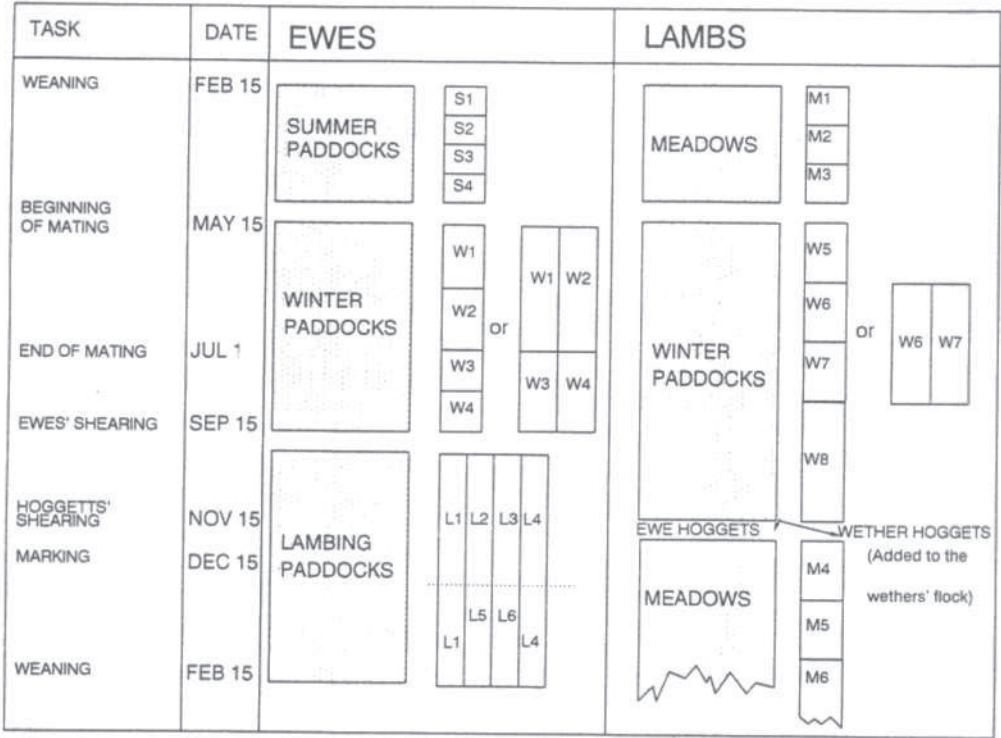 TASK
DATE
EWES
LAMBS
WEANING
FEB 15
SUMMER
PADDOCKS
S1
S2
S3
S4
MEADOWS
M1
M2
M3
BEGINNING
OF MATING
MAY 15
WINTER
PADDOCKS
W1
W2
W3
W4
or
W1 W2
W3 W4
WINTER
PADDOCKS
W5
W6
W7
W8
or
W6 W7
END OF MATING
JUL 1
EWES' SHEARING
SEP 15
HOGGETTS'
SHEARING
NOV 15
MARKING
DEC 15
LAMBING
PADDOCKS
L1 L2 L3 L4
L5 L6
L1 L4
EWE HOGGETS
WETHER HOGGETS
(Added to the
wethers' flock)
MEADOWS
M4
M5
M6
WEANING
FEB 15